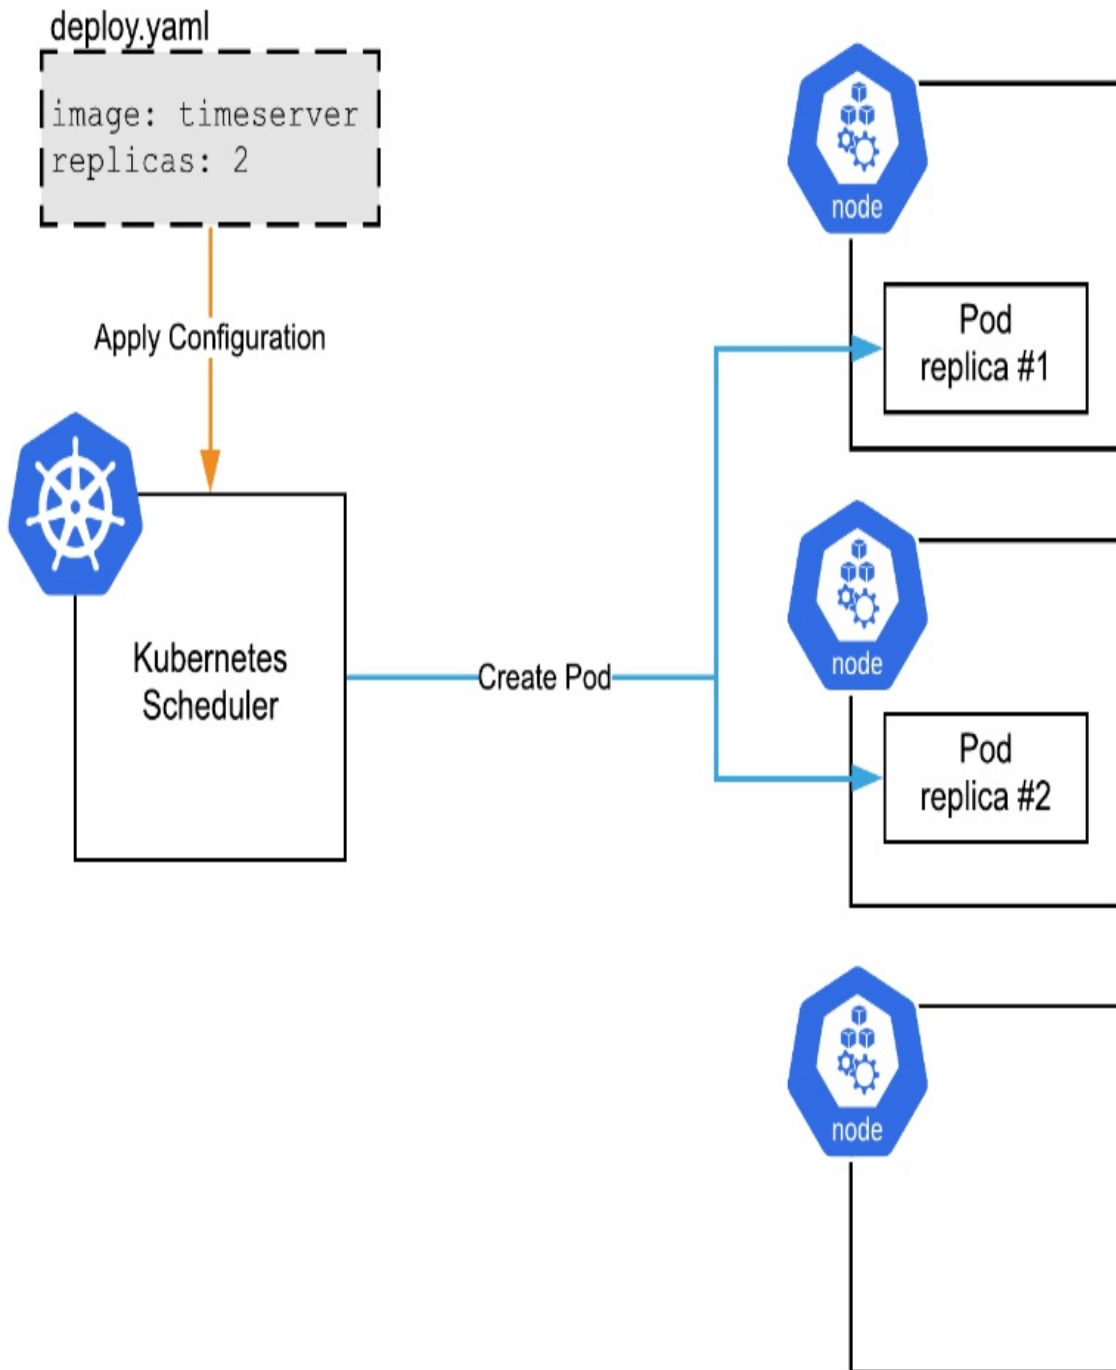 deploy.yaml
image: timeserver
replicas: 2
Apply Configuration
Kubernetes
Scheduler
Create Pod
node
Pod
replica #1
node
Pod
replica #2
node